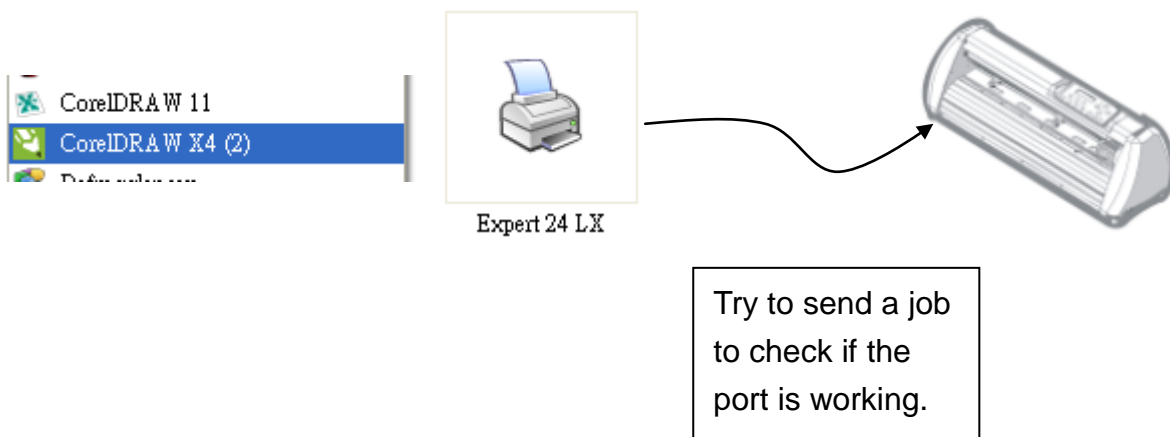 CorelDRAW 11
CorelDRAW X4 (2)
Expert 24 LX
Try to send a job
to check if the
port is working.